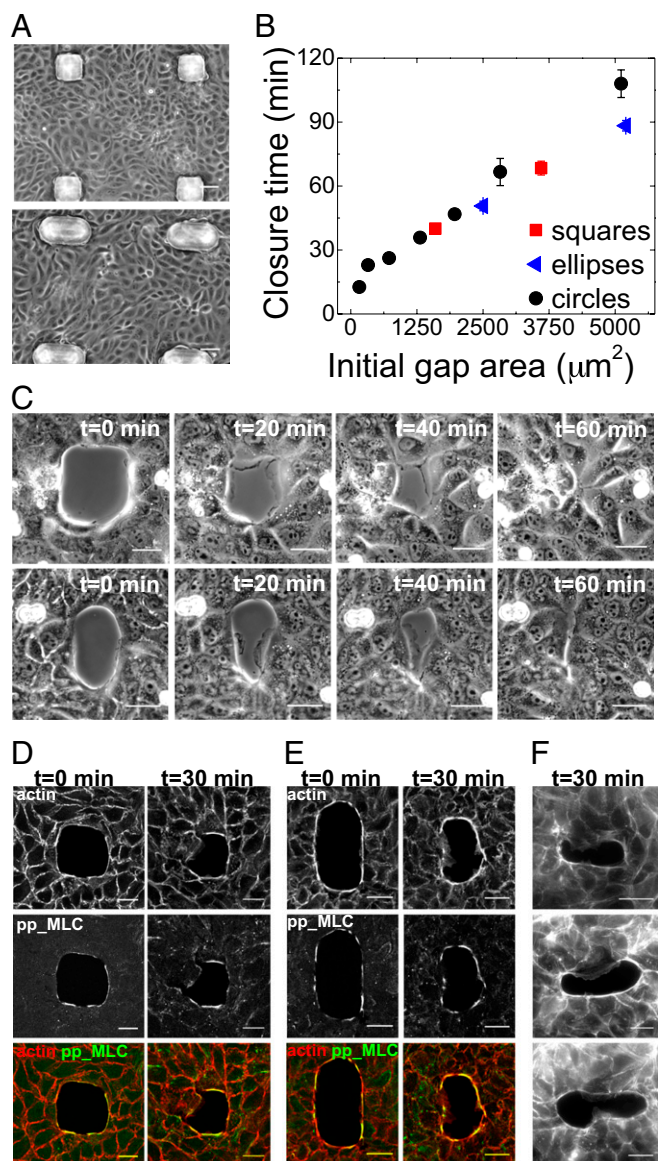 A
B
Closure time (min)
120
90
60
30
0
squares
ellipses
circles
0 1250 2500 3750 5000
Initial gap area (μm²)
C
t=0 min t=20 min t=40 min t=60 min
t=0 min t=20 min t=40 min t=60 min
D
E
F
t=0 min t=30 min t=0 min t=30 min t=30 min
actin actin
pp_MLC pp_MLC
actin pp_MLC actin pp_MLC